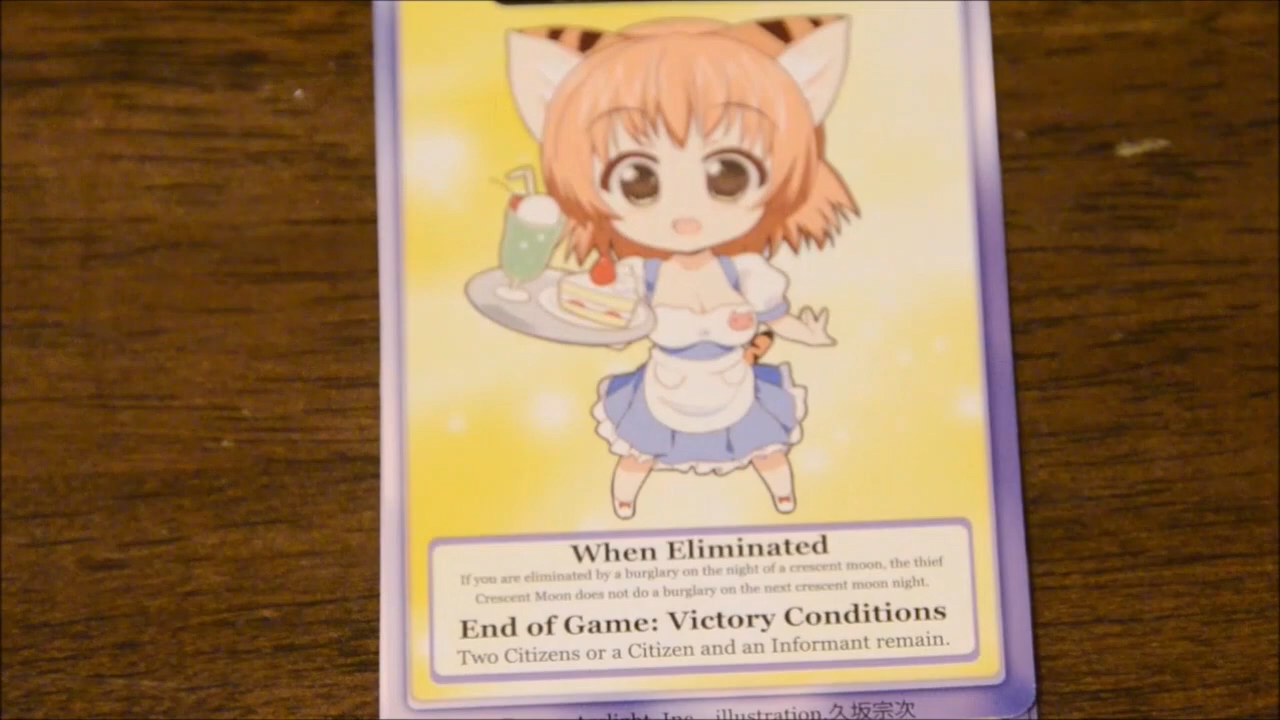 When Eliminated
If you are eliminated by a burglary on the night of a crescent moon, the thief
Crescent Moon does not do a burglary on the next crescent moon night.
End of Game: Victory Conditions
Two Citizens or a Citizen and an Informant remain.
Inc. illustration.久坂宗次